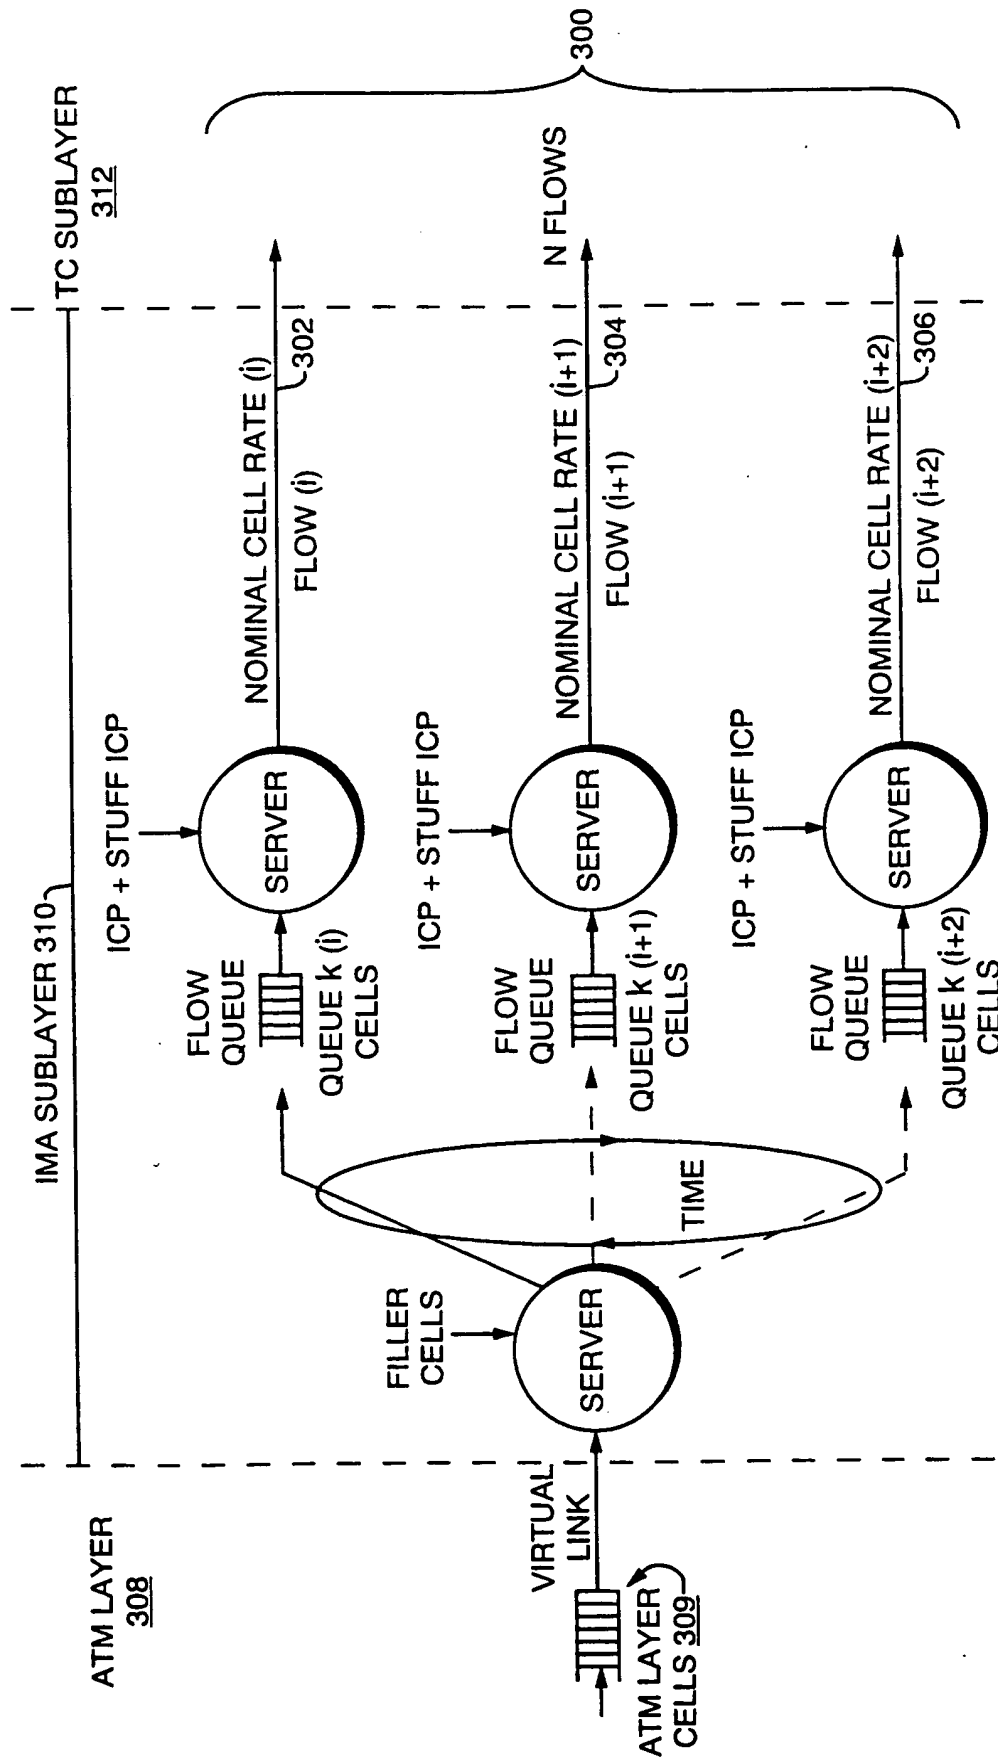 ATM LAYER
308
IMA SUBLAYER 310
TC SUBLAYER
312
VIRTUAL
LINK
ATM LAYER
CELLS 309
FILLER
CELLS
SERVER
TIME
FLOW
QUEUE
QUEUE k (i)
CELLS
ICP + STUFF ICP
SERVER
NOMINAL CELL RATE (i)
FLOW (i)
302
FLOW
QUEUE
QUEUE k (i+1)
CELLS
ICP + STUFF ICP
SERVER
NOMINAL CELL RATE (i+1)
FLOW (i+1)
304
N FLOWS
300
FLOW
QUEUE
QUEUE k (i+2)
CELLS
ICP + STUFF ICP
SERVER
NOMINAL CELL RATE (i+2)
FLOW (i+2)
306